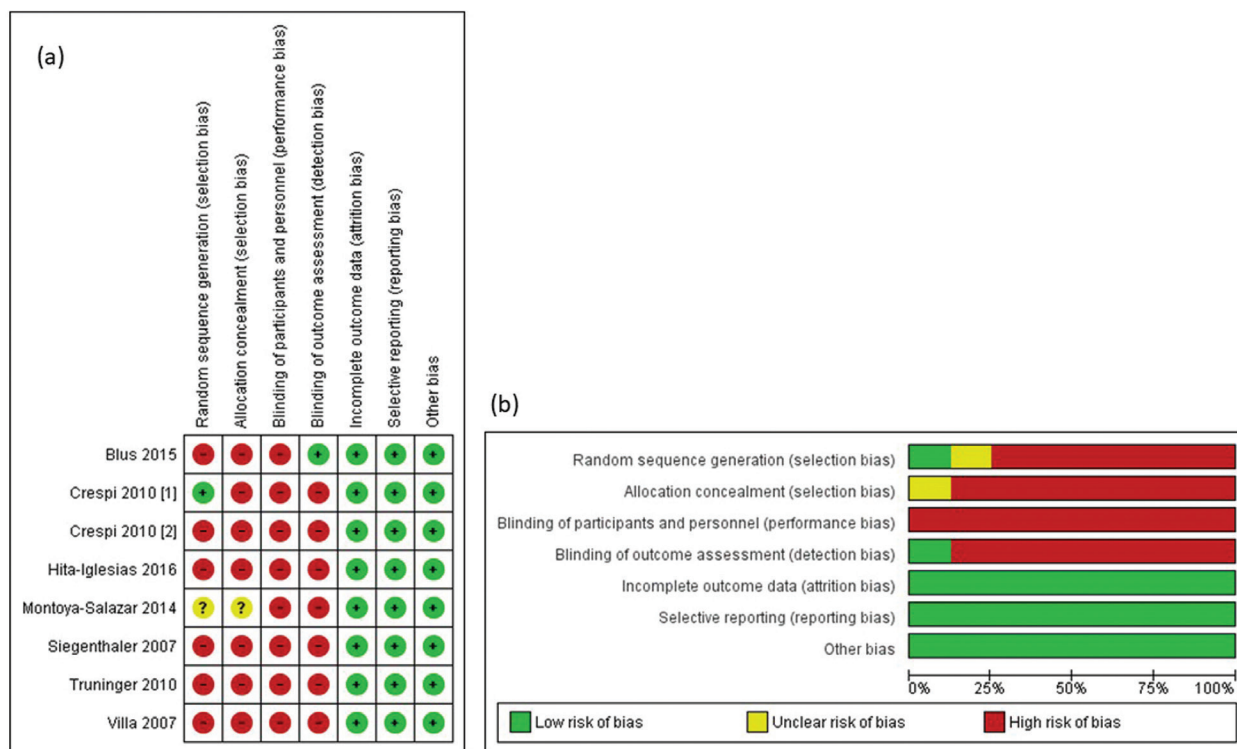 (a)
Random sequence generation (selection bias)
Allocation concealment (selection bias)
Blinding of participants and personnel (performance bias)
Blinding of outcome assessment (detection bias)
Incomplete outcome data (attrition bias)
Selective reporting (reporting bias)
Other bias
Blus 2015 - - - + + + +
Crespi 2010 [1] + - - - + + +
Crespi 2010 [2] - - - - + + +
Hita-Iglesias 2016 - - - - + + +
Montoya-Salazar 2014 ? ? - - + + +
Siegenthaler 2007 - - - - + + +
Truninger 2010 - - - - + + +
Villa 2007 - - - - + + +
(b)
Random sequence generation (selection bias)
Allocation concealment (selection bias)
Blinding of participants and personnel (performance bias)
Blinding of outcome assessment (detection bias)
Incomplete outcome data (attrition bias)
Selective reporting (reporting bias)
Other bias
0% 25% 50% 75% 100%
Low risk of bias Unclear risk of bias High risk of bias